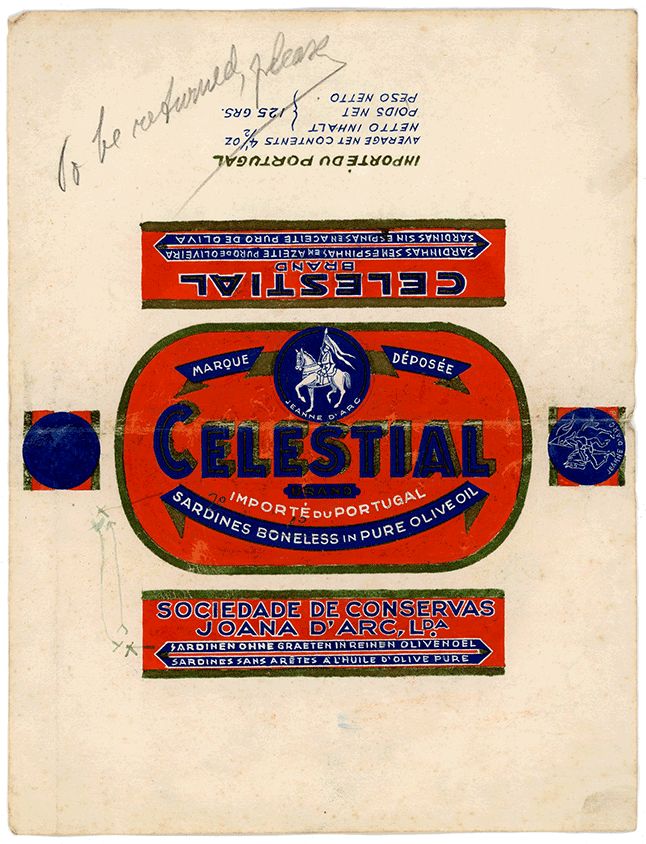 To be returned, please
IMPORTÉ DU PORTUGAL
AVERAGE NET CONTENTS 4 1/2 OZ
NETTO INHALT
POIDS NET } 125 GRS.
PESO NETTO
CELESTIAL
BRAND
SARDINHAS SEM ESPINHAS EM AZEITE PURO DE OLIVEIRA
SARDINAS SIN ESPINAS EN ACEITE PURO DE OLIVA
MARQUE DÉPOSÉE
JEANNE D'ARC
CELESTIAL
BRAND
IMPORTÉ DU PORTUGAL
SARDINES BONELESS IN PURE OLIVE OIL
JEANNE D'ARC
SOCIEDADE DE CONSERVAS
JOANA D'ARC, LDA.
SARDINEN OHNE GRAETEN IN REINEN OLIVENOEL
SARDINES SANS ARÊTES À L'HUILE D'OLIVE PURE